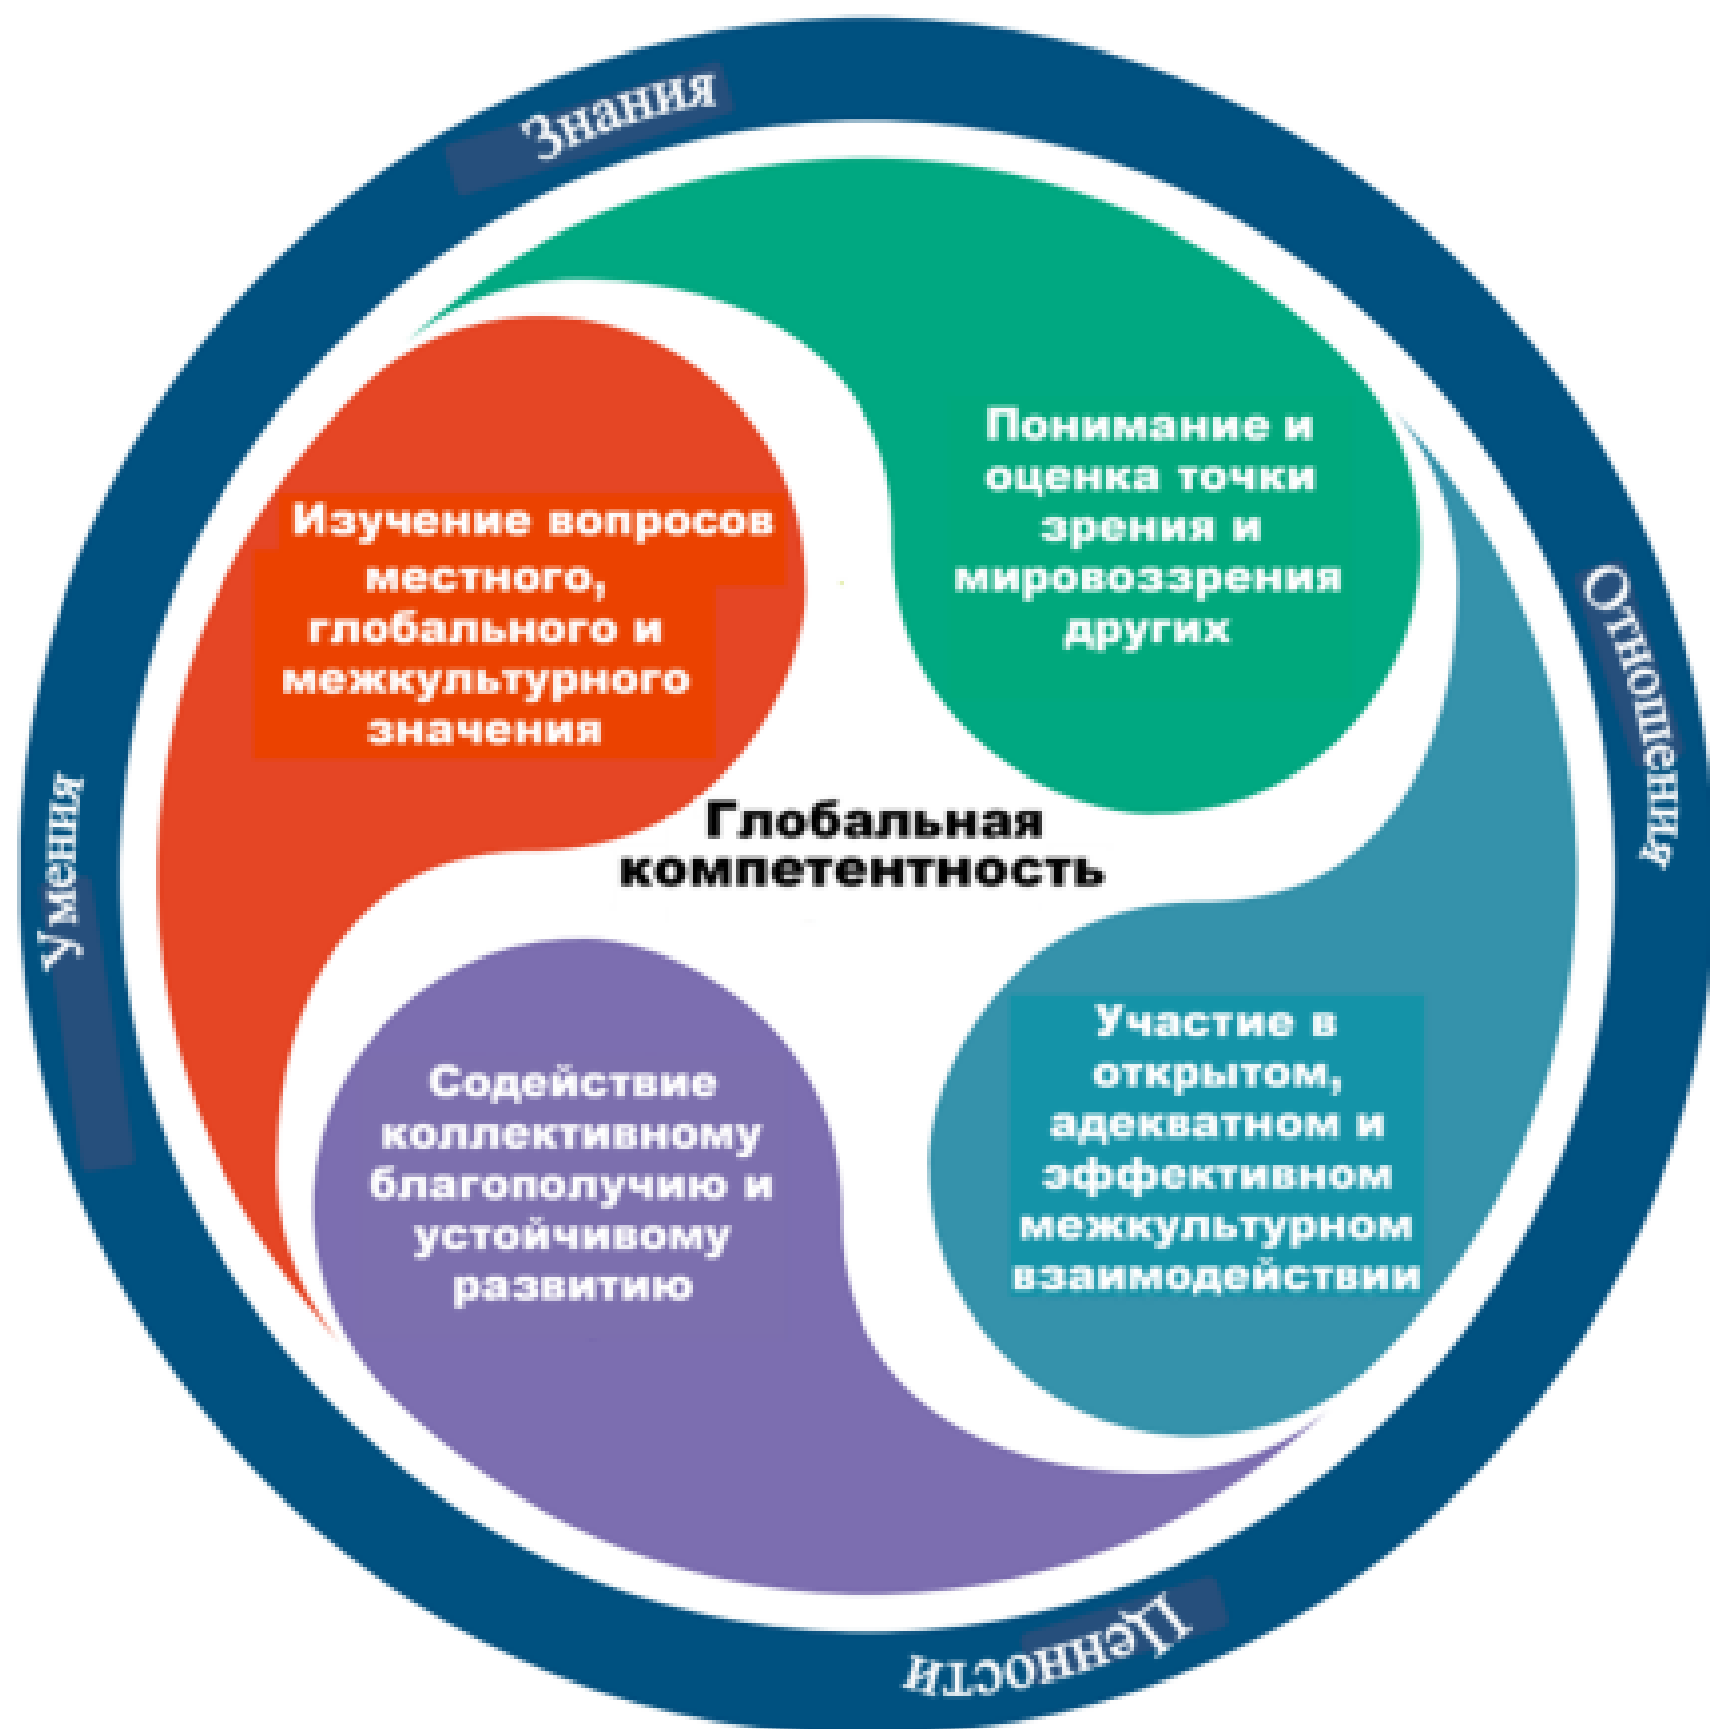 Знания
Понимание и
оценка точки
зрения и
мировоззрения
других
Изучение вопросов
местного,
глобального и
межкультурного
значения
Отношения
Умения
Глобальная
компетентность
Участие в
открытом,
адекватном и
эффективном
межкультурном
взаимодействии
Содействие
коллективному
благополучию и
устойчивому
развитию
Ценности